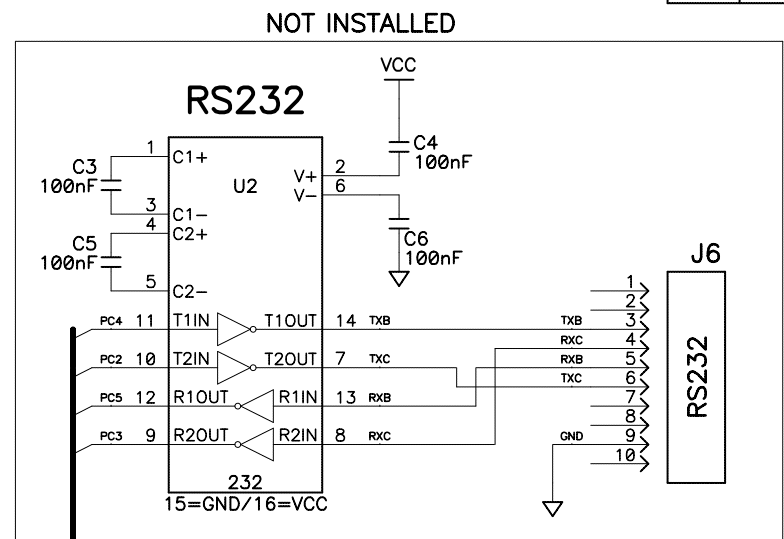 NOT INSTALLED
VCC
RS232
C4
100nF
1
C1+
C3
100nF
U2
V+
2
V-
6
3
C1-
4
C2+
C6
100nF
C5
100nF
5
C2-
J6
1
2
PC4 11 T1IN T1OUT 14 TXB TXB 3
RXC 4
PC2 10 T2IN T2OUT 7 TXC RXB 5
TXC 6
PC5 12 R1OUT R1IN 13 RXB 7
8
PC3 9 R2OUT R2IN 8 RXC GND 9
10
RS232
232
15=GND/16=VCC